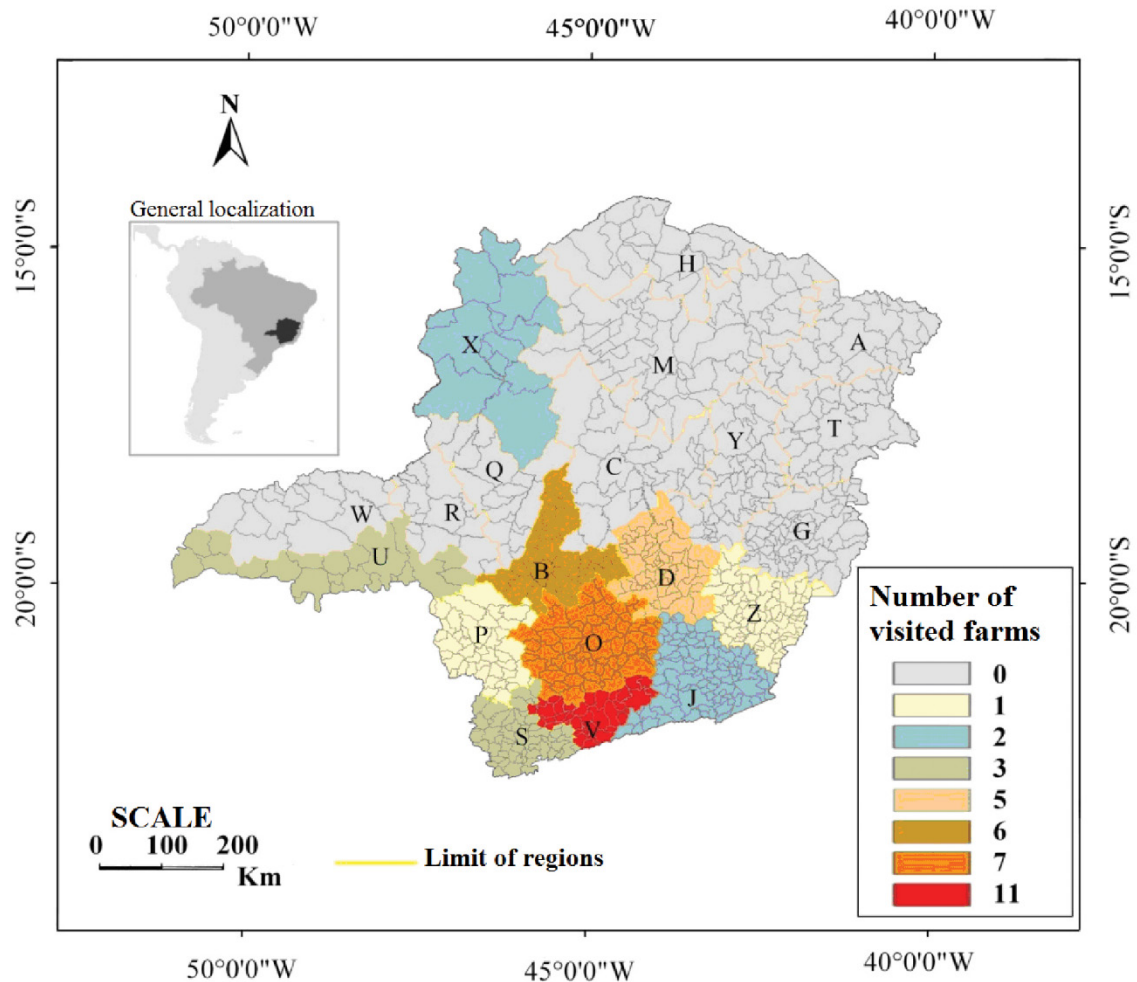 50°0'0"W
45°0'0"W
40°0'0"W
N
15°0'0"S
15°0'0"S
General localization
H
A
X
M
T
Y
Q
C
W
R
G
U
B
D
20°0'0"S
20°0'0"S
Z
P
O
J
S
V
Number of
visited farms
0
1
2
3
5
6
7
11
SCALE
0 100 200
Km
Limit of regions
50°0'0"W
45°0'0"W
40°0'0"W